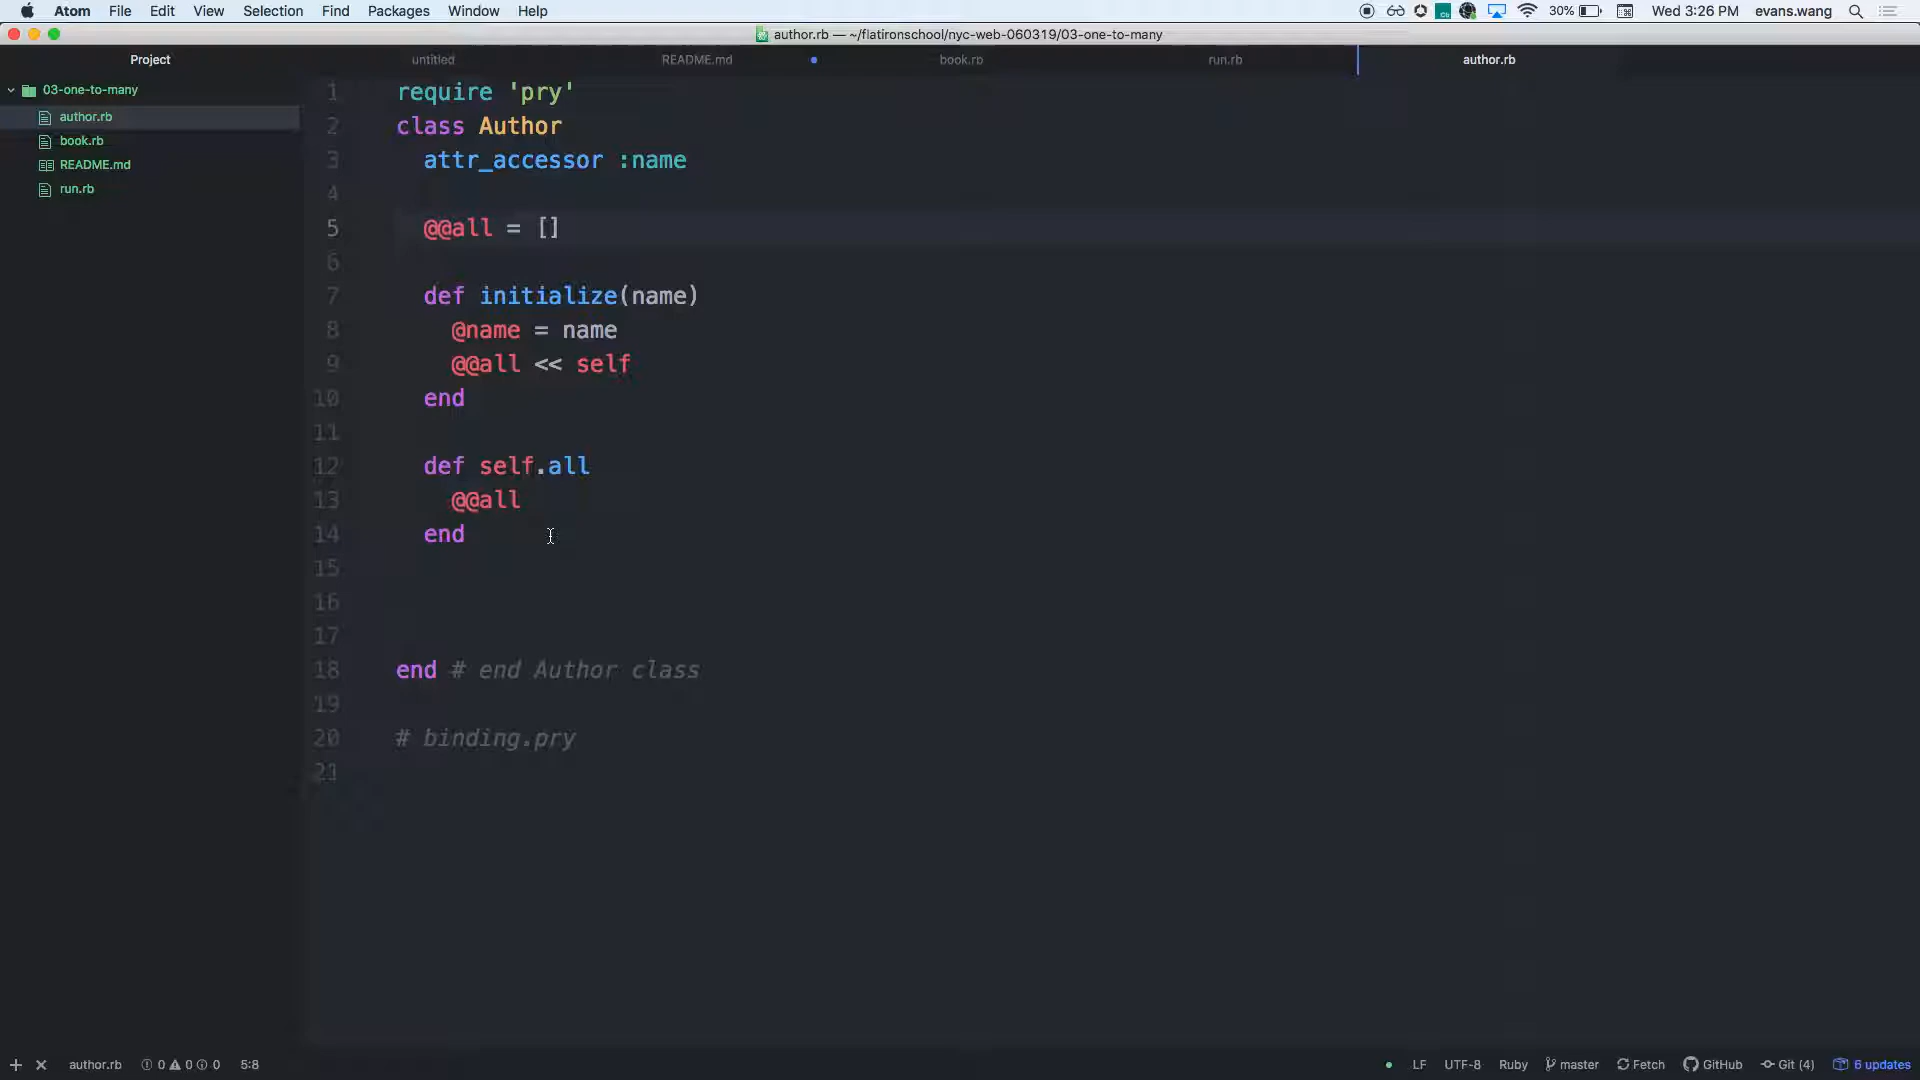 Atom File Edit View Selection Find Packages Window Help 30% Wed 3:26 PM evans.wang
author.rb — ~/flatironschool/nyc-web-060319/03-one-to-many
Project untitled README.md book.rb run.rb author.rb
03-one-to-many
author.rb
book.rb
README.md
run.rb
1 require 'pry'
2 class Author
3 attr_accessor :name
4
5 @@all = []
6
7 def initialize(name)
8 @name = name
9 @@all << self
10 end
11
12 def self.all
13 @@all
14 end
15
16
17
18 end # end Author class
19
20 # binding.pry
21
author.rb 0 0 0 5:8 LF UTF-8 Ruby master Fetch GitHub Git (4) 6 updates